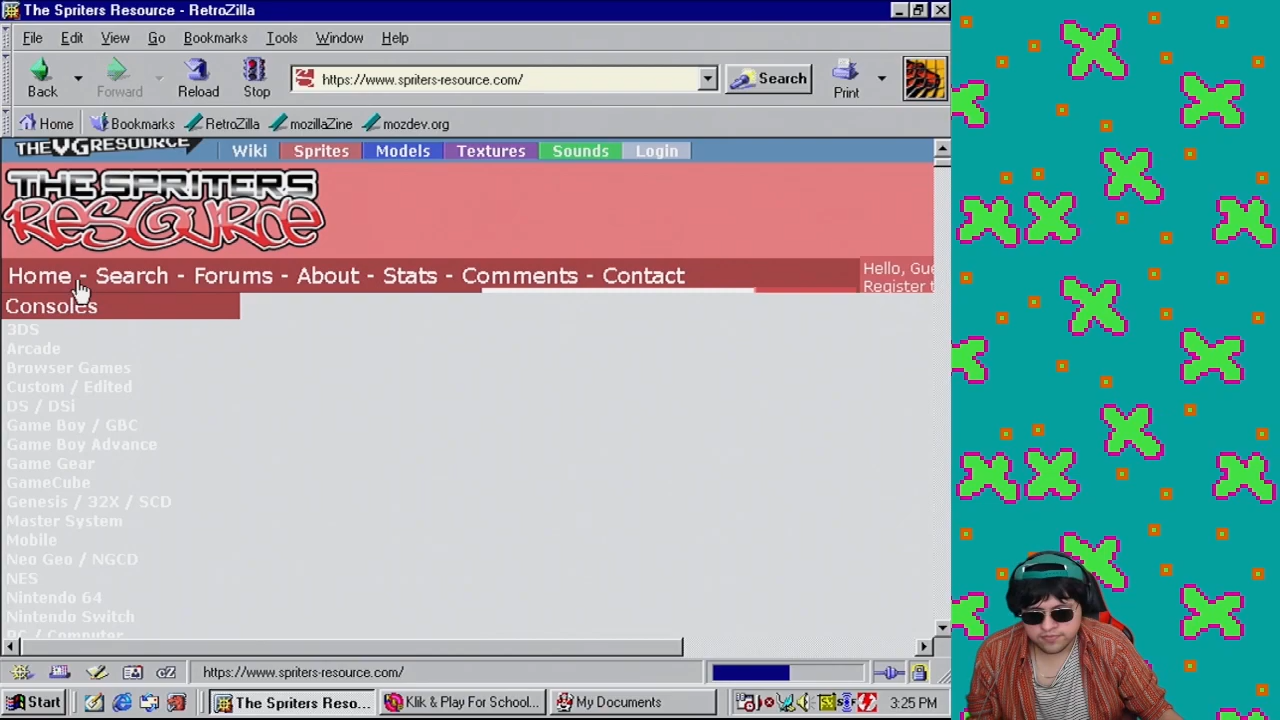 The Spriters Resource - RetroZilla
File Edit View Go Bookmarks Tools Window Help
Back Forward Reload Stop https://www.spriters-resource.com/ Search Print
Home Bookmarks RetroZilla mozillaZine mozdev.org
THE VG RESOURCE Wiki Sprites Models Textures Sounds Login
THE SPRITERS
RESOURCE
Home - Search - Forums - About - Stats - Comments - Contact
Hello, Gue
Register t
Consoles
3DS
Arcade
Browser Games
Custom / Edited
DS / DSi
Game Boy / GBC
Game Boy Advance
Game Gear
GameCube
Genesis / 32X / SCD
Master System
Mobile
Neo Geo / NGCD
NES
Nintendo 64
Nintendo Switch
PC / Computer
https://www.spriters-resource.com/
Start The Spriters Reso... Klik & Play For School... My Documents 3:25 PM